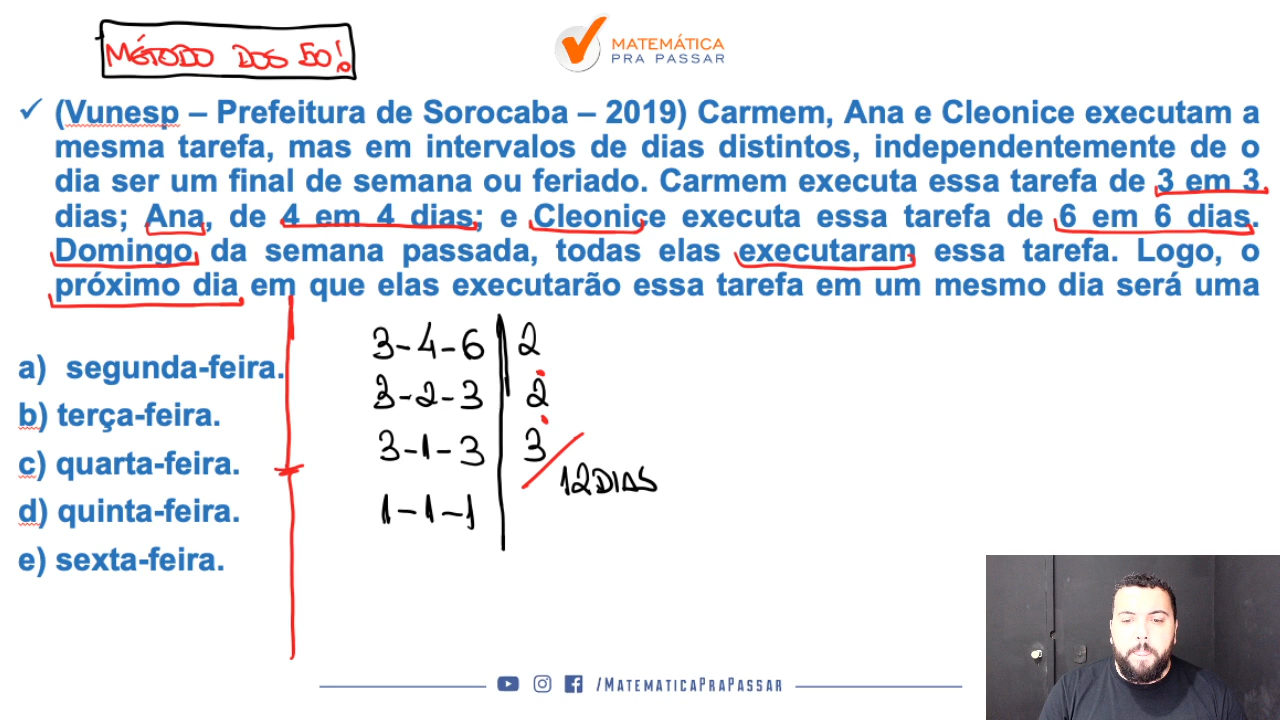 MÉTODO DOS 50!
MATEMÁTICA
PRA PASSAR
✓ (Vunesp – Prefeitura de Sorocaba – 2019) Carmem, Ana e Cleonice executam a
mesma tarefa, mas em intervalos de dias distintos, independentemente de o
dia ser um final de semana ou feriado. Carmem executa essa tarefa de 3 em 3
dias; Ana, de 4 em 4 dias; e Cleonice executa essa tarefa de 6 em 6 dias.
Domingo da semana passada, todas elas executaram essa tarefa. Logo, o
próximo dia em que elas executarão essa tarefa em um mesmo dia será uma
a) segunda-feira.
b) terça-feira.
c) quarta-feira.
d) quinta-feira.
e) sexta-feira.
3-4-6 | 2
3-2-3 | 2
3-1-3 | 3
12 DIAS
1-1-1
/MATEMATICAPRAPASSAR